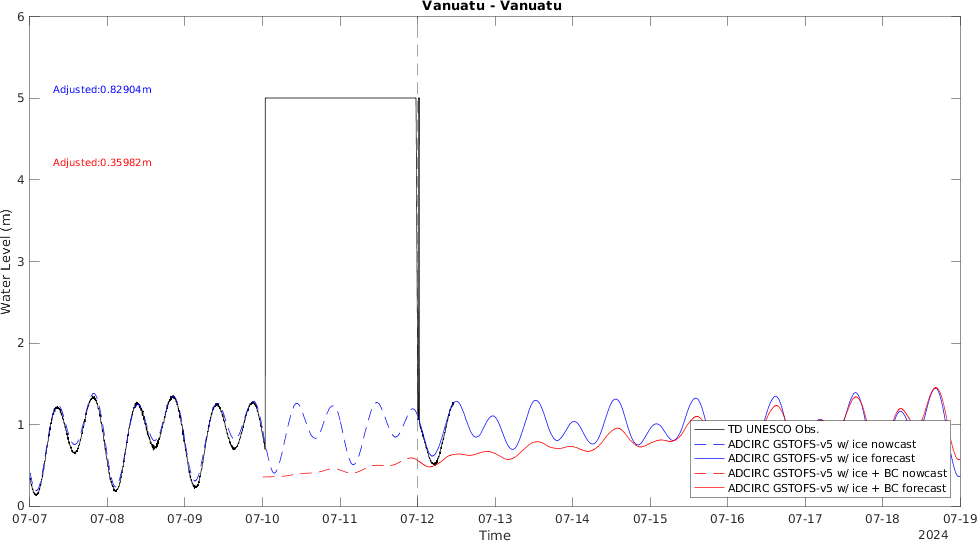 Vanuatu - Vanuatu
6
5
4
3
2
1
0
Water Level (m)
Adjusted:0.82904m
Adjusted:0.35982m
TD UNESCO Obs.
ADCIRC GSTOFS-v5 w/ ice nowcast
ADCIRC GSTOFS-v5 w/ ice forecast
ADCIRC GSTOFS-v5 w/ ice + BC nowcast
ADCIRC GSTOFS-v5 w/ ice + BC forecast
07-07 07-08 07-09 07-10 07-11 07-12 07-13 07-14 07-15 07-16 07-17 07-18 07-19
Time
2024